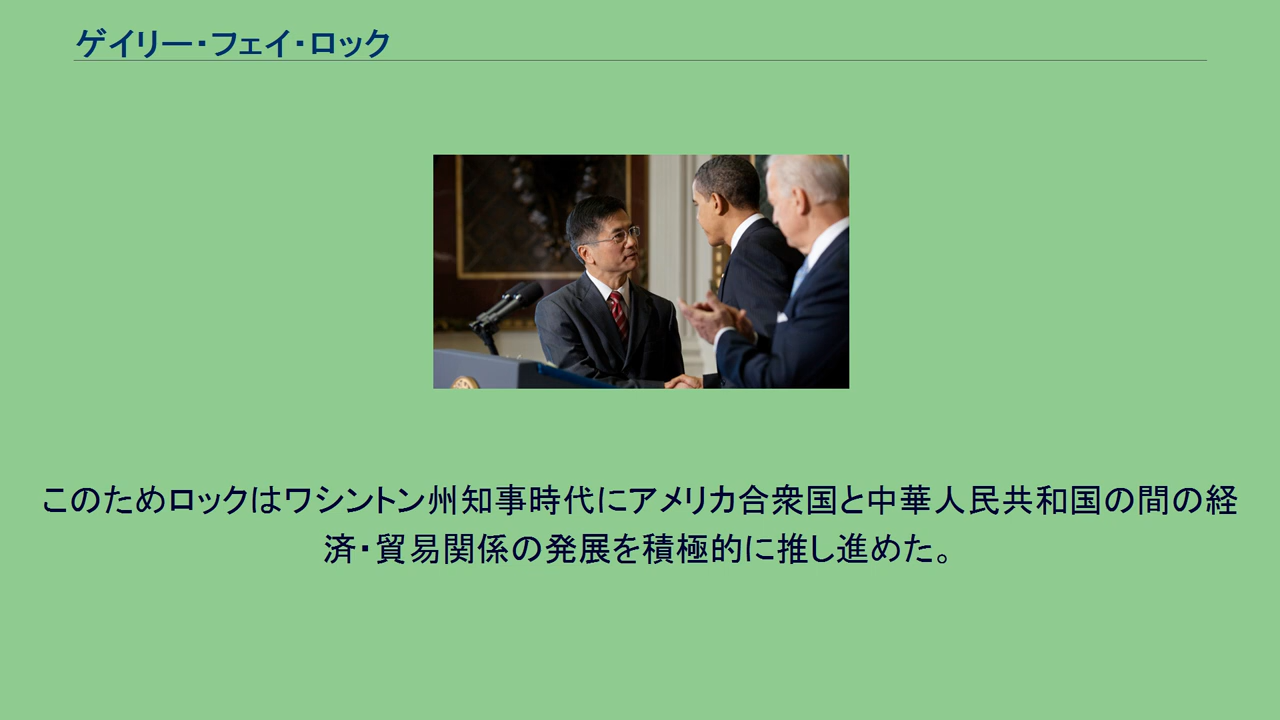 ゲイリー・フェイ・ロック
このためロックはワシントン州知事時代にアメリカ合衆国と中華人民共和国の間の経
済・貿易関係の発展を積極的に推し進めた。